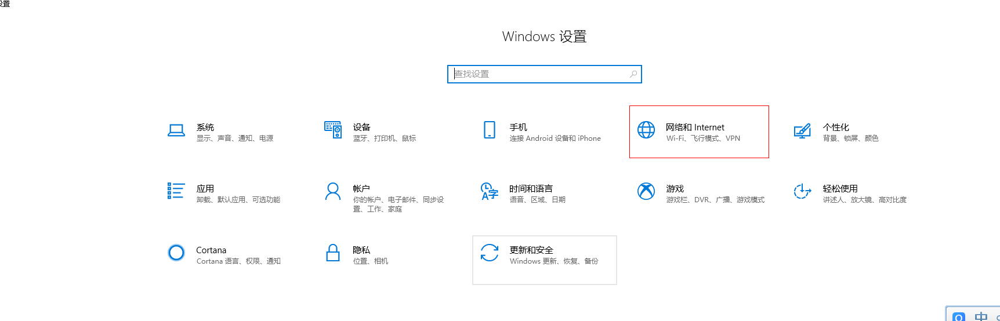 设置
Windows 设置
查找设置
系统
显示、声音、通知、电源
设备
蓝牙、打印机、鼠标
手机
连接 Android 设备和 iPhone
网络和 Internet
Wi-Fi、飞行模式、VPN
个性化
背景、锁屏、颜色
应用
卸载、默认应用、可选功能
帐户
你的帐户、电子邮件、同步设
置、工作、家庭
时间和语言
语音、区域、日期
游戏
游戏栏、DVR、广播、游戏模式
轻松使用
讲述人、放大镜、高对比度
Cortana
Cortana 语言、权限、通知
隐私
位置、相机
更新和安全
Windows 更新、恢复、备份
中